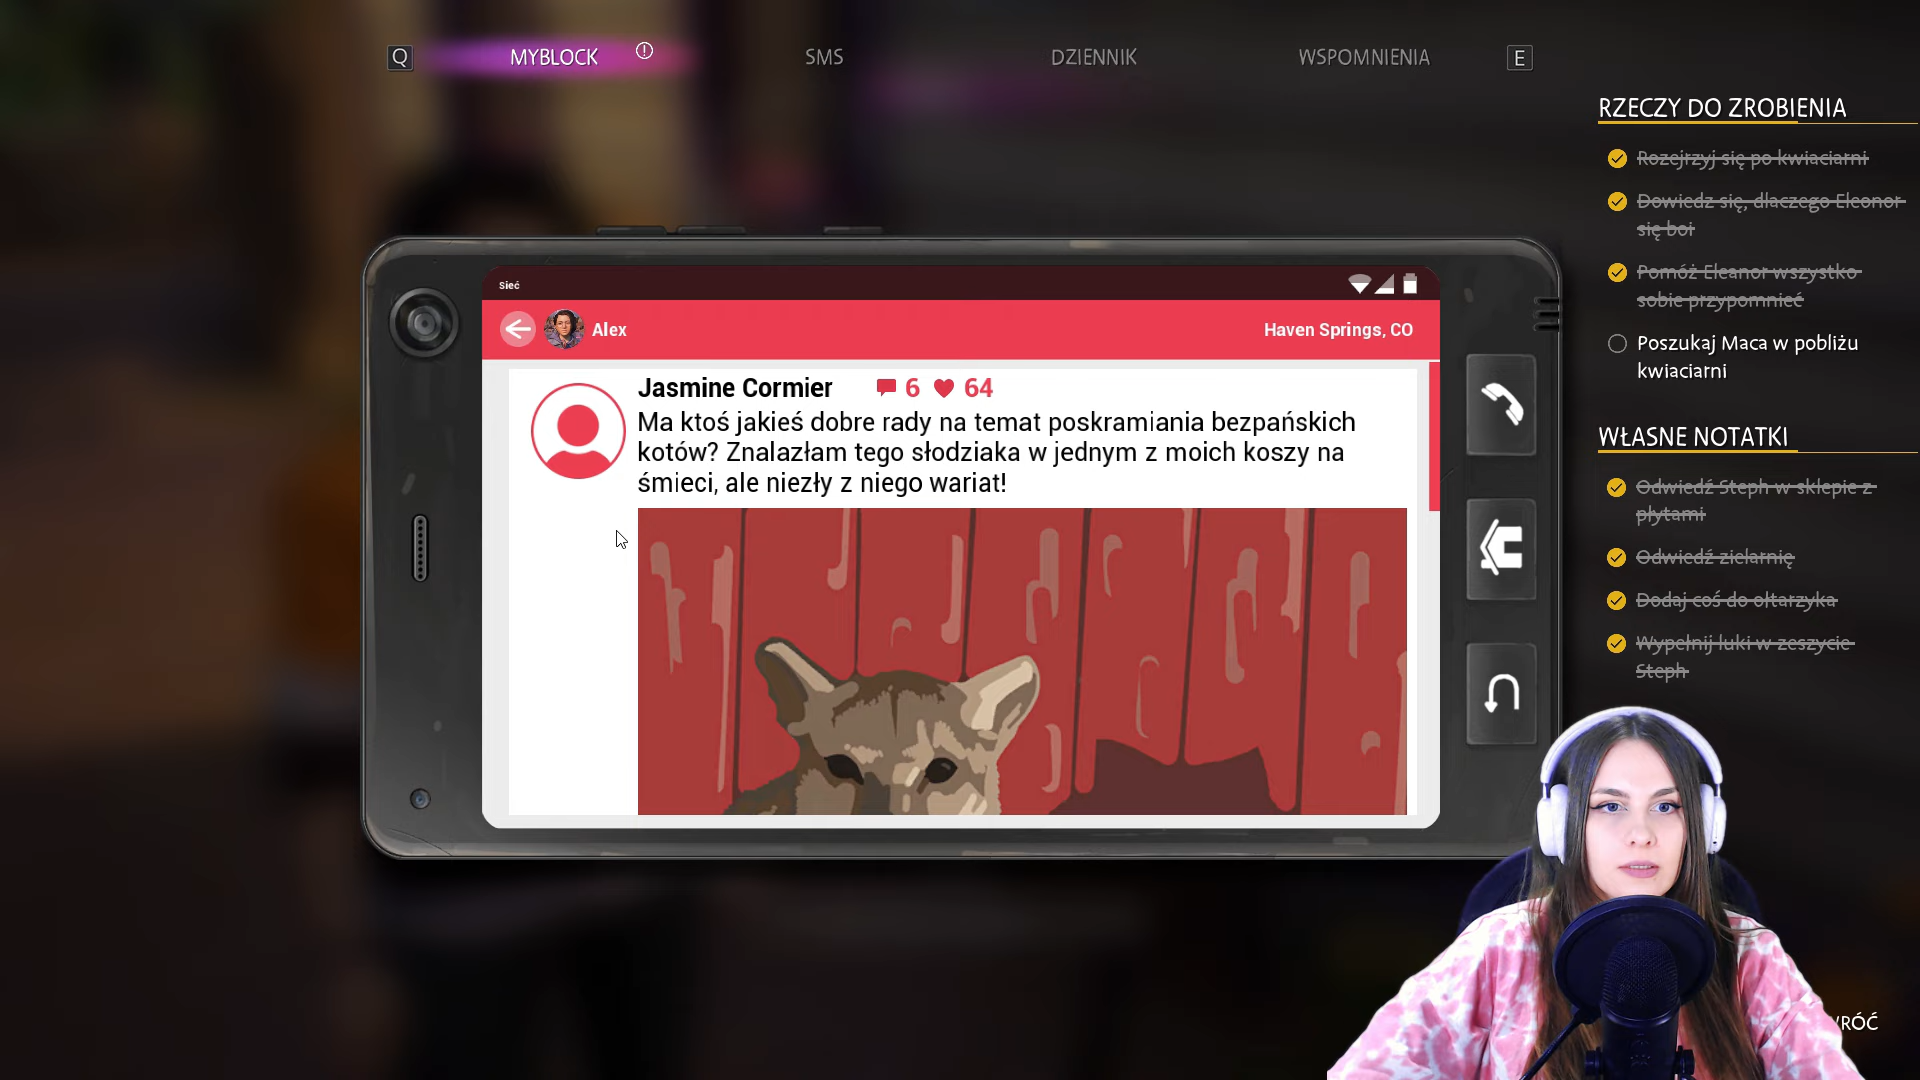 Q
MYBLOCK
SMS
DZIENNIK
WSPOMNIENIA
E
RZECZY DO ZROBIENIA
Rozejrzyj się po kwiaciarni
Dowiedz się, dlaczego Eleonor
się boi
Pomóż Eleanor wszystko
sobie przypomnieć
Poszukaj Maca w pobliżu
kwiaciarni
WŁASNE NOTATKI
Odwiedź Steph w sklepie z
płytami
Odwiedź zielarnię
Dodaj coś do ołtarzyka
Wypełnij luki w zeszycie
Steph
Sieć
Alex
Haven Springs, CO
Jasmine Cormier 6 64
Ma ktoś jakieś dobre rady na temat poskramiania bezpańskich
kotów? Znalazłam tego słodziaka w jednym z moich koszy na
śmieci, ale niezły z niego wariat!